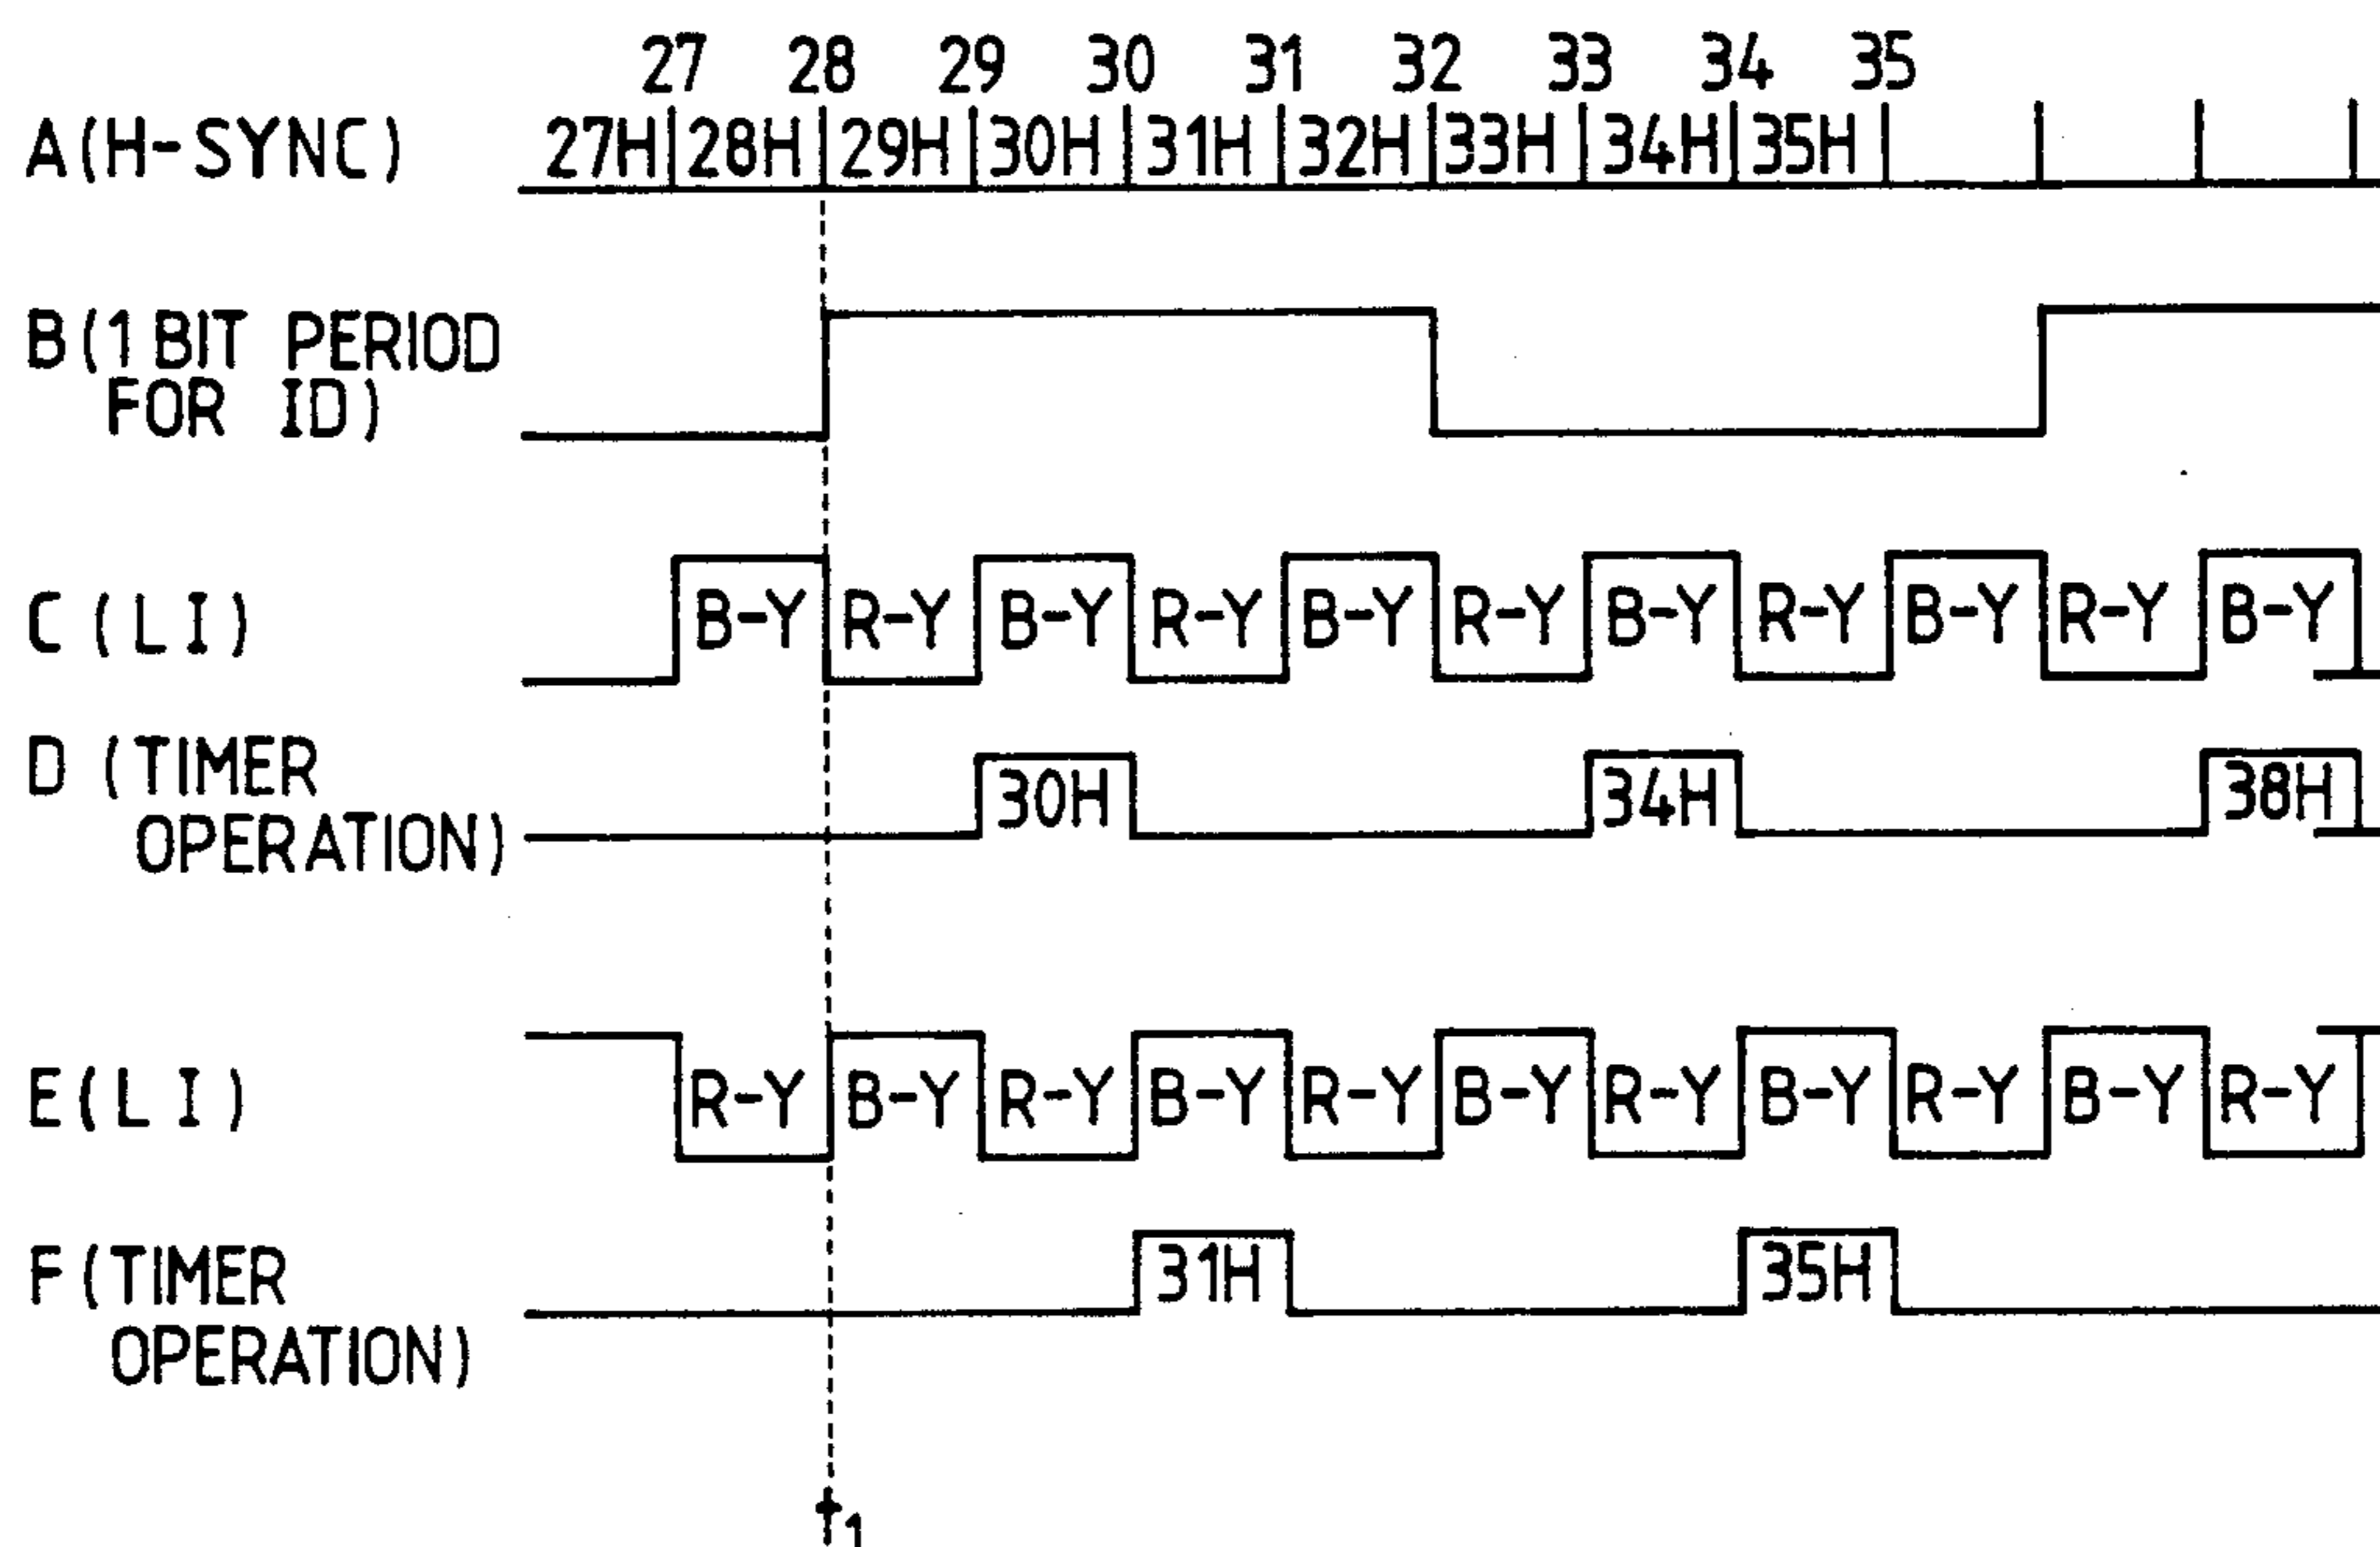 27 28 29 30 31 32 33 34 35
A(H-SYNC) 27H 28H 29H 30H 31H 32H 33H 34H 35H
B(1 BIT PERIOD
FOR ID)
C(LI) B-Y R-Y B-Y R-Y B-Y R-Y B-Y R-Y B-Y R-Y B-Y
D (TIMER
OPERATION) 30H 34H 38H
E(LI) R-Y B-Y R-Y B-Y R-Y B-Y R-Y B-Y R-Y B-Y R-Y
F(TIMER
OPERATION) 31H 35H
t1